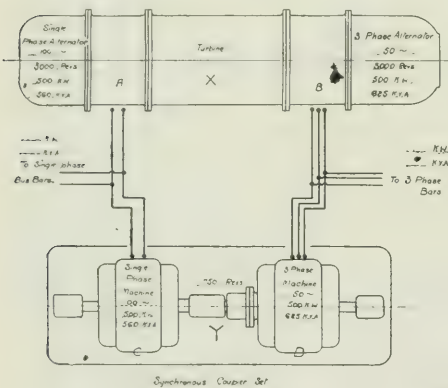 Single
Phase Alternator
100 ~
3000 Revs
500 K.W.
560 K.V.A
A
Turbine
X
B
3 Phase Alternator
50 ~
3000 Revs
500 K.W.
625 K.V.A
K.W.
K.V.A
To Single phase
Bus Bars.
K.W.
K.V.A
To 3 Phase
Bars
Single
Phase
Machine
~
500 K.W.
560 K.V.A
C
750 Revs
Y
3 Phase
Machine
50 ~
500 K.W.
625 K.V.A
D
Synchronous Coupler Set